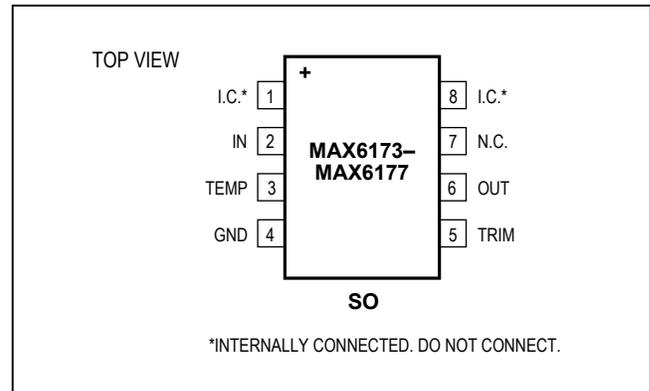 TOP VIEW
+
I.C.* 1
8 I.C.*
IN 2
7 N.C.
MAX6173–
MAX6177
TEMP 3
6 OUT
GND 4
5 TRIM
SO
*INTERNALLY CONNECTED. DO NOT CONNECT.